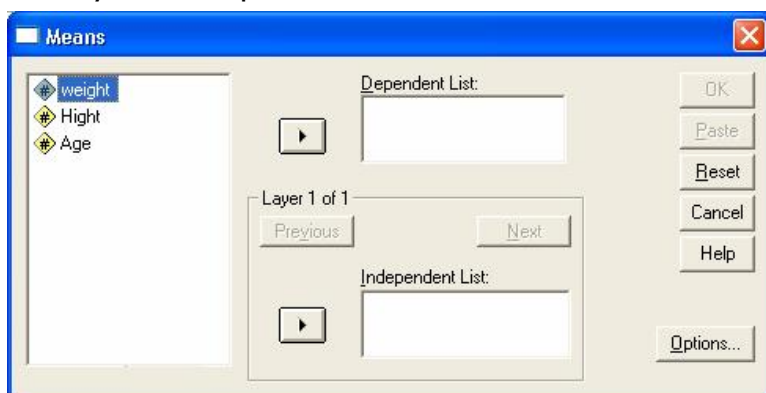 Means
weight
Hight
Age
Dependent List:
Layer 1 of 1
Previous
Next
Independent List:
OK
Paste
Reset
Cancel
Help
Options...